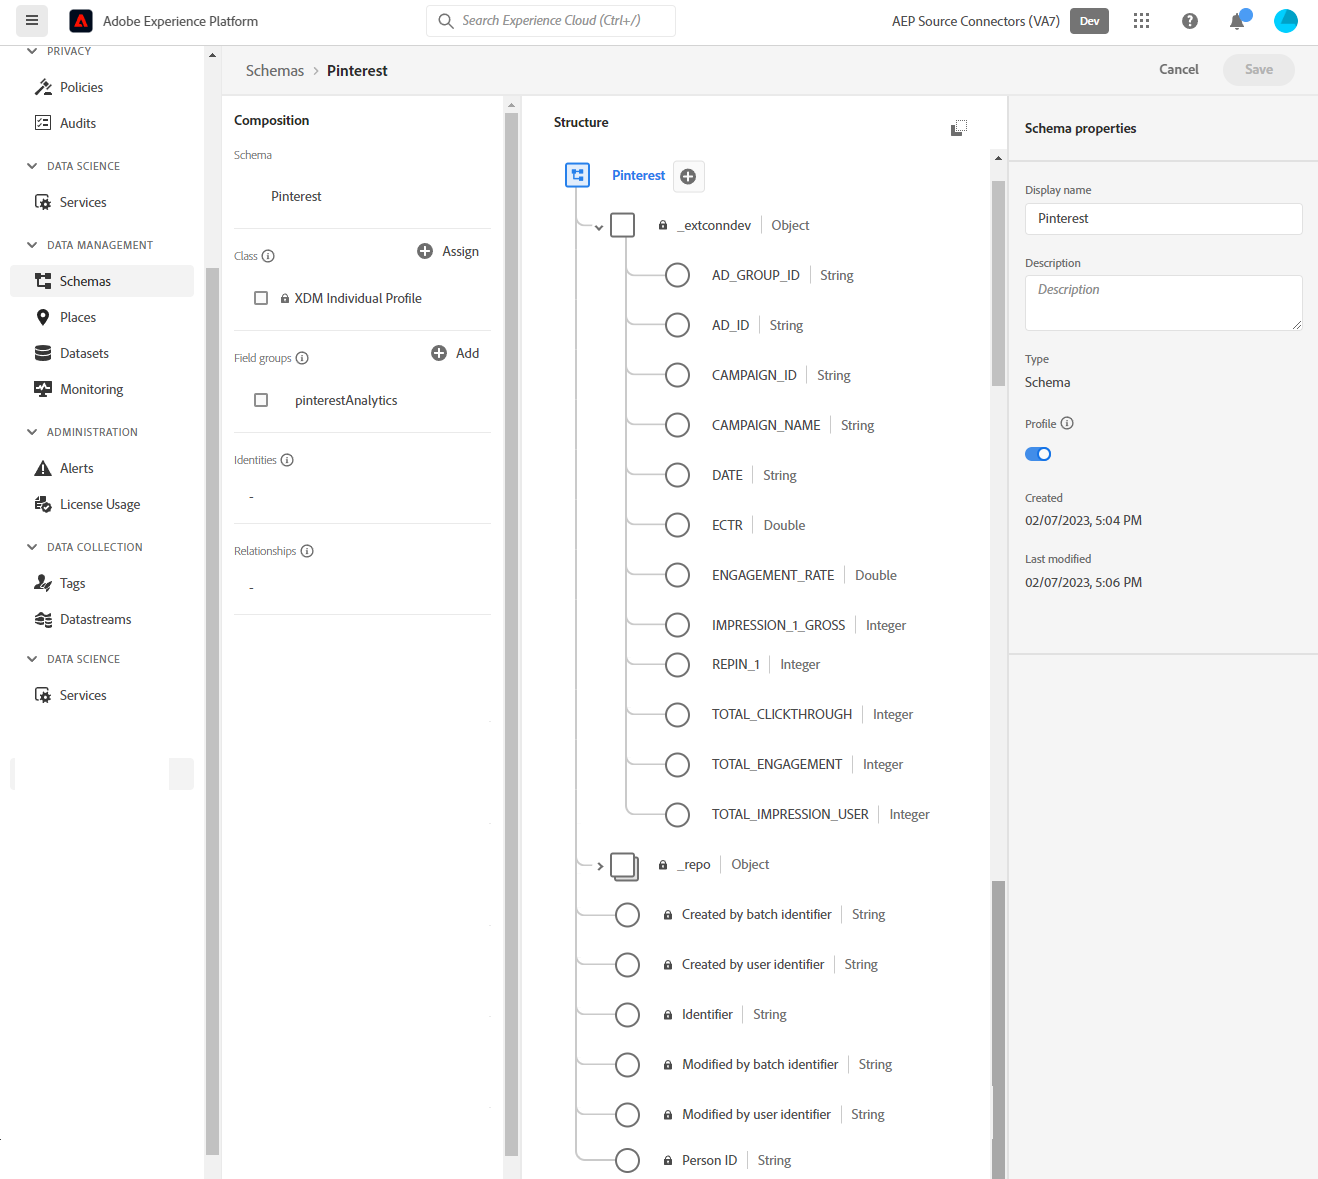 Adobe Experience Platform
Search Experience Cloud (Ctrl+/)
AEP Source Connectors (VA7)
Dev
PRIVACY
Policies
Audits
DATA SCIENCE
Services
DATA MANAGEMENT
Schemas
Places
Datasets
Monitoring
ADMINISTRATION
Alerts
License Usage
DATA COLLECTION
Tags
Datastreams
DATA SCIENCE
Services
Schemas > Pinterest
Cancel
Save
Composition
Schema
Pinterest
Class
Assign
XDM Individual Profile
Field groups
Add
pinterestAnalytics
Identities
-
Relationships
-
Structure
Pinterest
_extconndev | Object
AD_GROUP_ID | String
AD_ID | String
CAMPAIGN_ID | String
CAMPAIGN_NAME | String
DATE | String
ECTR | Double
ENGAGEMENT_RATE | Double
IMPRESSION_1_GROSS | Integer
REPIN_1 | Integer
TOTAL_CLICKTHROUGH | Integer
TOTAL_ENGAGEMENT | Integer
TOTAL_IMPRESSION_USER | Integer
_repo | Object
Created by batch identifier | String
Created by user identifier | String
Identifier | String
Modified by batch identifier | String
Modified by user identifier | String
Person ID | String
Schema properties
Display name
Pinterest
Description
Description
Type
Schema
Profile
Created
02/07/2023, 5:04 PM
Last modified
02/07/2023, 5:06 PM